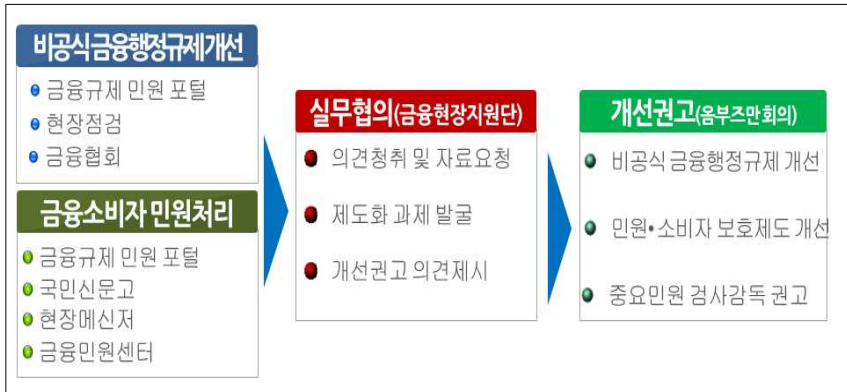 비공식 금융행정규제개선
금융규제 민원 포털
현장점검
금융협회
금융소비자 민원처리
금융규제 민원 포털
국민신문고
현장메신저
금융민원센터
실무협의(금융현장지원단)
의견청취 및 자료요청
제도화 과제 발굴
개선권고 의견제시
개선권고(옴부즈만회의)
비공식 금융행정규제 개선
민원• 소비자 보호제도 개선
중요민원 검사감독 권고